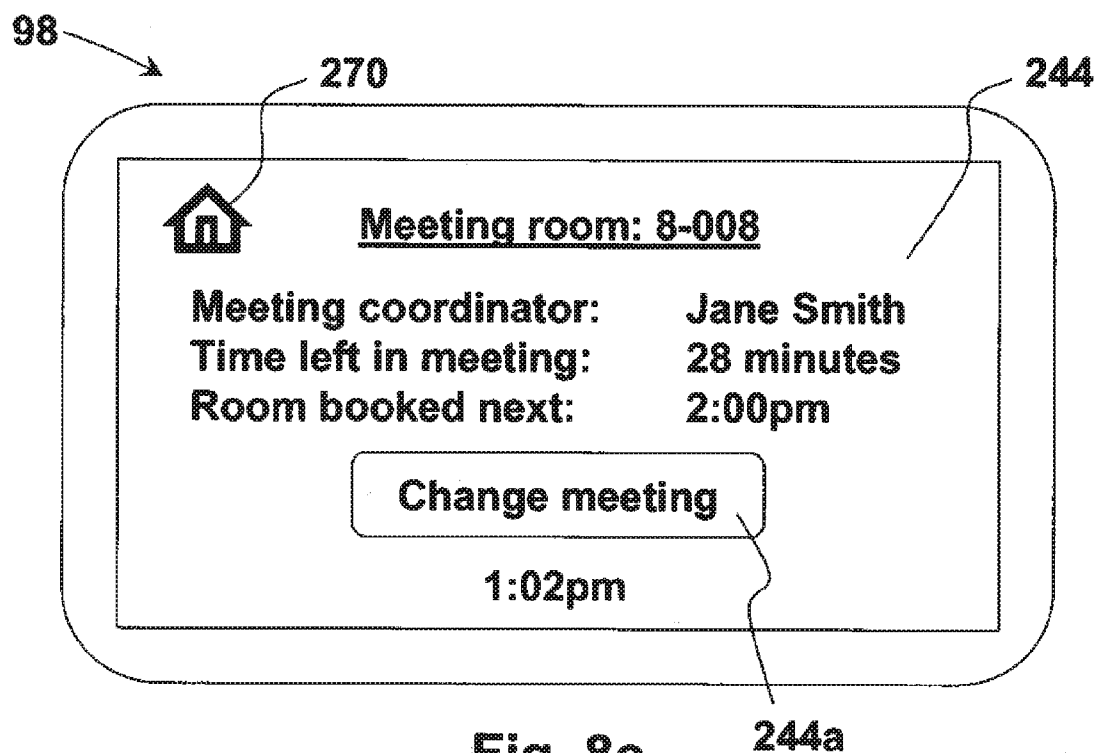 98
270
244
Meeting room: 8-008
Meeting coordinator: Jane Smith
Time left in meeting: 28 minutes
Room booked next: 2:00pm
Change meeting
1:02pm
244a